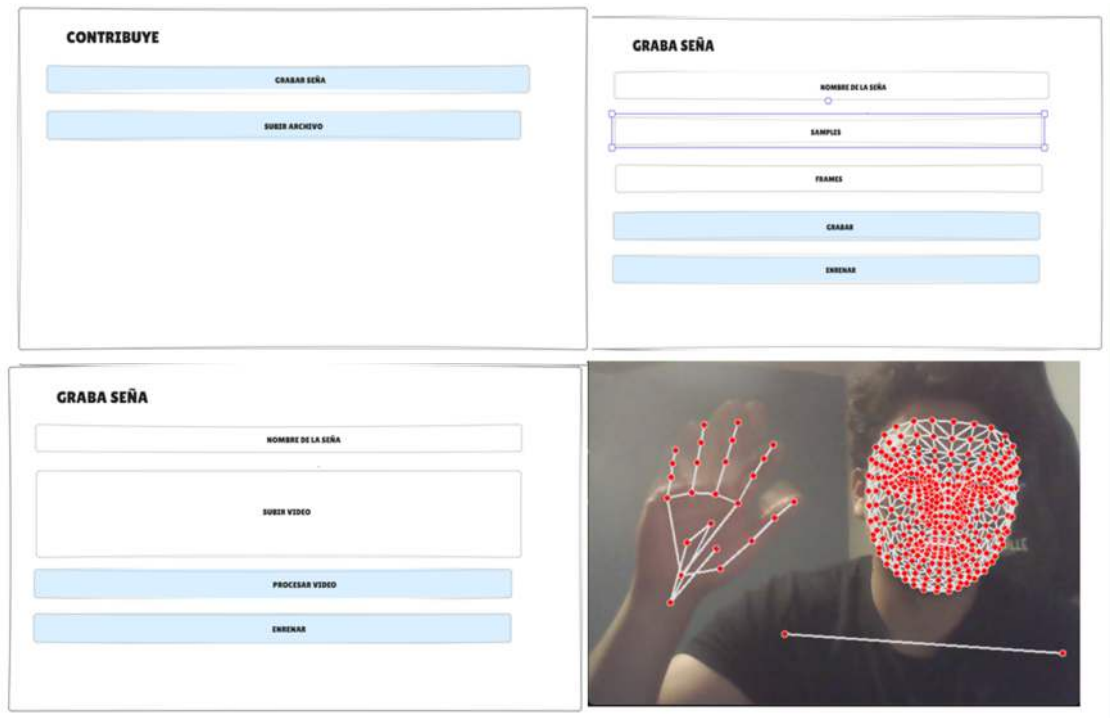 CONTRIBUYE
GRABAR SEÑA
SUBIR ARCHIVO
GRABA SEÑA
NOMBRE DE LA SEÑA
SAMPLES
FRAMES
GRABAR
ENRENAR
GRABA SEÑA
NOMBRE DE LA SEÑA
SUBIR VIDEO
PROCESAR VIDEO
ENRENAR